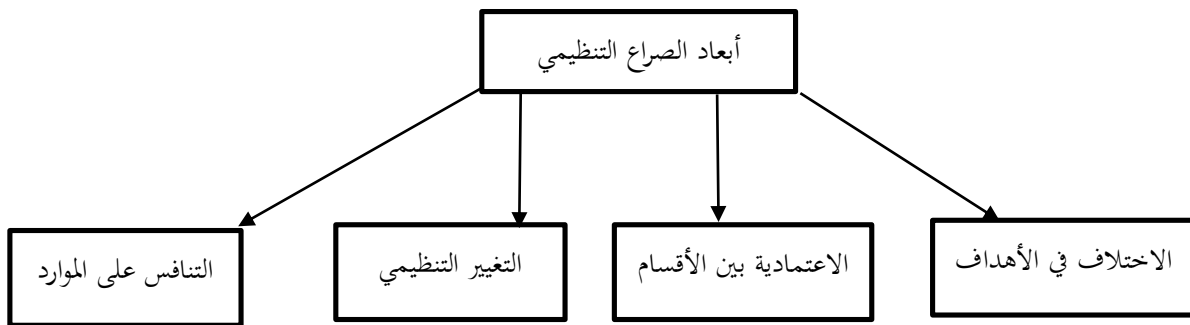 أبعاد الصراع التنظيمي
الاختلاف في الأهداف
الاعتمادية بين الأقسام
التغيير التنظيمي
التنافس على الموارد